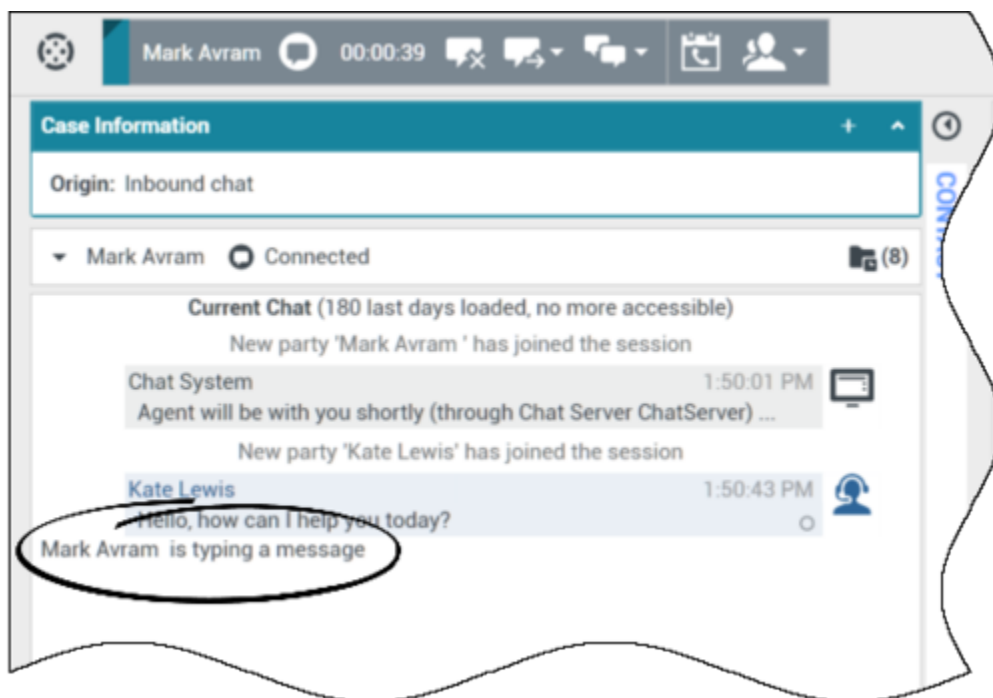 Mark Avram 00:00:39
Case Information
Origin: Inbound chat
Mark Avram Connected (8)
Current Chat (180 last days loaded, no more accessible)
New party 'Mark Avram ' has joined the session
Chat System 1:50:01 PM
Agent will be with you shortly (through Chat Server ChatServer) ...
New party 'Kate Lewis' has joined the session
Kate Lewis 1:50:43 PM
Hello, how can I help you today?
Mark Avram is typing a message